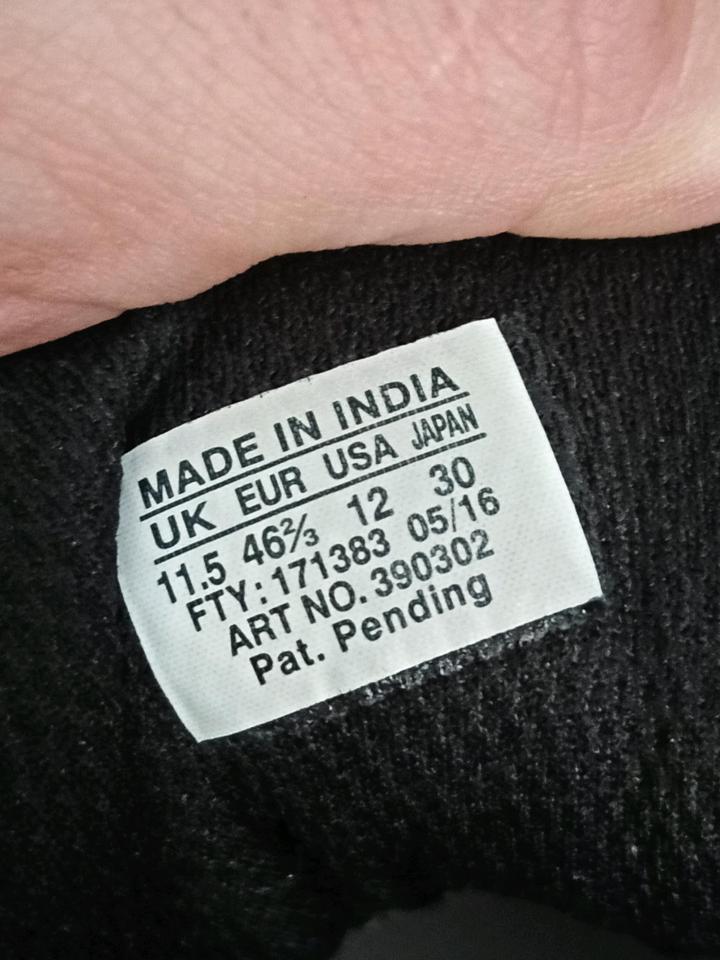 MADE IN INDIA
UK EUR USA JAPAN
11.5 46⅔ 12 30
FTY: 171383 05/16
ART NO. 390302
Pat. Pending